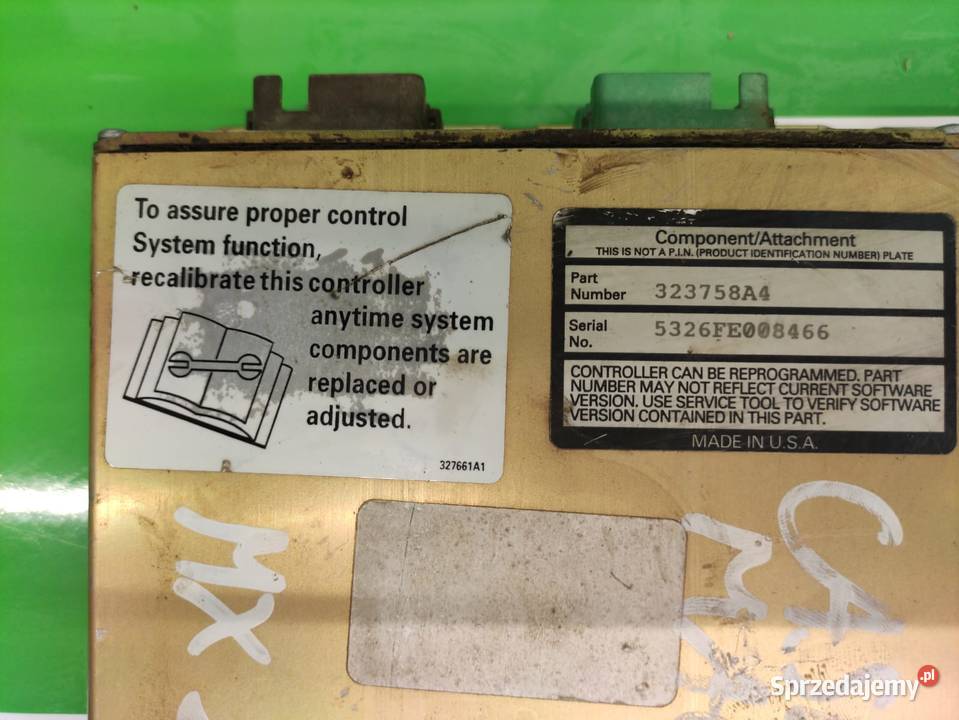 To assure proper control
System function,
recalibrate this controller
anytime system
components are
replaced or
adjusted.
327661A1
Component/Attachment
THIS IS NOT A P.I.N. (PRODUCT IDENTIFICATION NUMBER) PLATE
Part
Number 323758A4
Serial
No. 5326FE008466
CONTROLLER CAN BE REPROGRAMMED. PART
NUMBER MAY NOT REFLECT CURRENT SOFTWARE
VERSION. USE SERVICE TOOL TO VERIFY SOFTWARE
VERSION CONTAINED IN THIS PART.
MADE IN U.S.A.
MX
CA
Sprzedajemy.pl